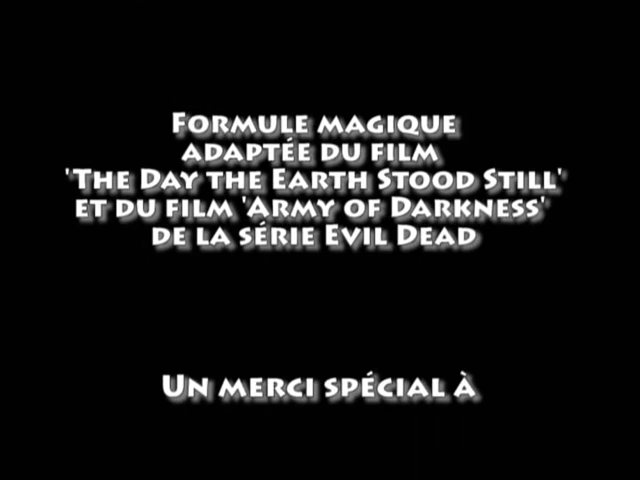 Formule magique
adaptée du film
'The Day the Earth Stood Still'
et du film 'Army of Darkness'
de la série Evil Dead
Un merci spécial à